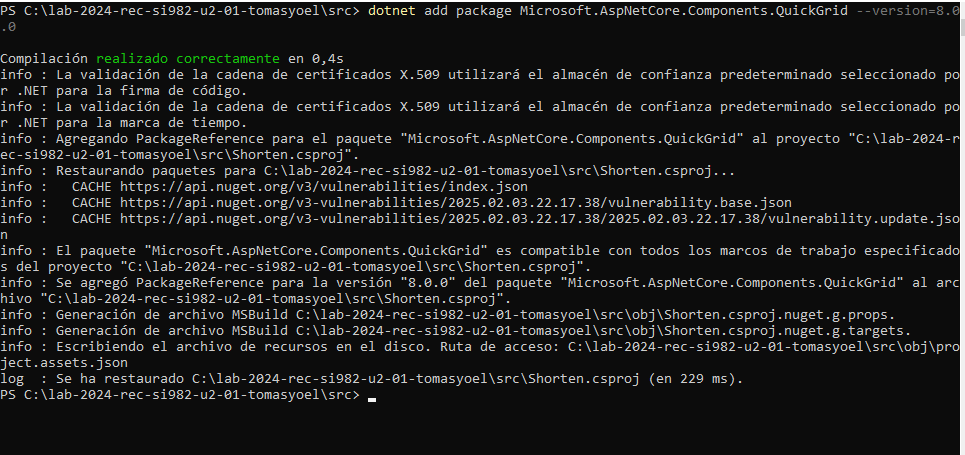 PS C:\lab-2024-rec-si982-u2-01-tomasyoel\src> dotnet add package Microsoft.AspNetCore.Components.QuickGrid --version=8.0
.0
Compilación realizado correctamente en 0,4s
info : La validación de la cadena de certificados X.509 utilizará el almacén de confianza predeterminado seleccionado po
r .NET para la firma de código.
info : La validación de la cadena de certificados X.509 utilizará el almacén de confianza predeterminado seleccionado po
r .NET para la marca de tiempo.
info : Agregando PackageReference para el paquete "Microsoft.AspNetCore.Components.QuickGrid" al proyecto "C:\lab-2024-r
ec-si982-u2-01-tomasyoel\src\Shorten.csproj".
info : Restaurando paquetes para C:\lab-2024-rec-si982-u2-01-tomasyoel\src\Shorten.csproj...
info :   CACHE https://api.nuget.org/v3/vulnerabilities/index.json
info :   CACHE https://api.nuget.org/v3-vulnerabilities/2025.02.03.22.17.38/vulnerability.base.json
info :   CACHE https://api.nuget.org/v3-vulnerabilities/2025.02.03.22.17.38/2025.02.03.22.17.38/vulnerability.update.jso
n
info : El paquete "Microsoft.AspNetCore.Components.QuickGrid" es compatible con todos los marcos de trabajo especificado
s del proyecto "C:\lab-2024-rec-si982-u2-01-tomasyoel\src\Shorten.csproj".
info : Se agregó PackageReference para la versión "8.0.0" del paquete "Microsoft.AspNetCore.Components.QuickGrid" al arc
hivo "C:\lab-2024-rec-si982-u2-01-tomasyoel\src\Shorten.csproj".
info : Generación de archivo MSBuild C:\lab-2024-rec-si982-u2-01-tomasyoel\src\obj\Shorten.csproj.nuget.g.props.
info : Generación de archivo MSBuild C:\lab-2024-rec-si982-u2-01-tomasyoel\src\obj\Shorten.csproj.nuget.g.targets.
info : Escribiendo el archivo de recursos en el disco. Ruta de acceso: C:\lab-2024-rec-si982-u2-01-tomasyoel\src\obj\pro
ject.assets.json
log  : Se ha restaurado C:\lab-2024-rec-si982-u2-01-tomasyoel\src\Shorten.csproj (en 229 ms).
PS C:\lab-2024-rec-si982-u2-01-tomasyoel\src>